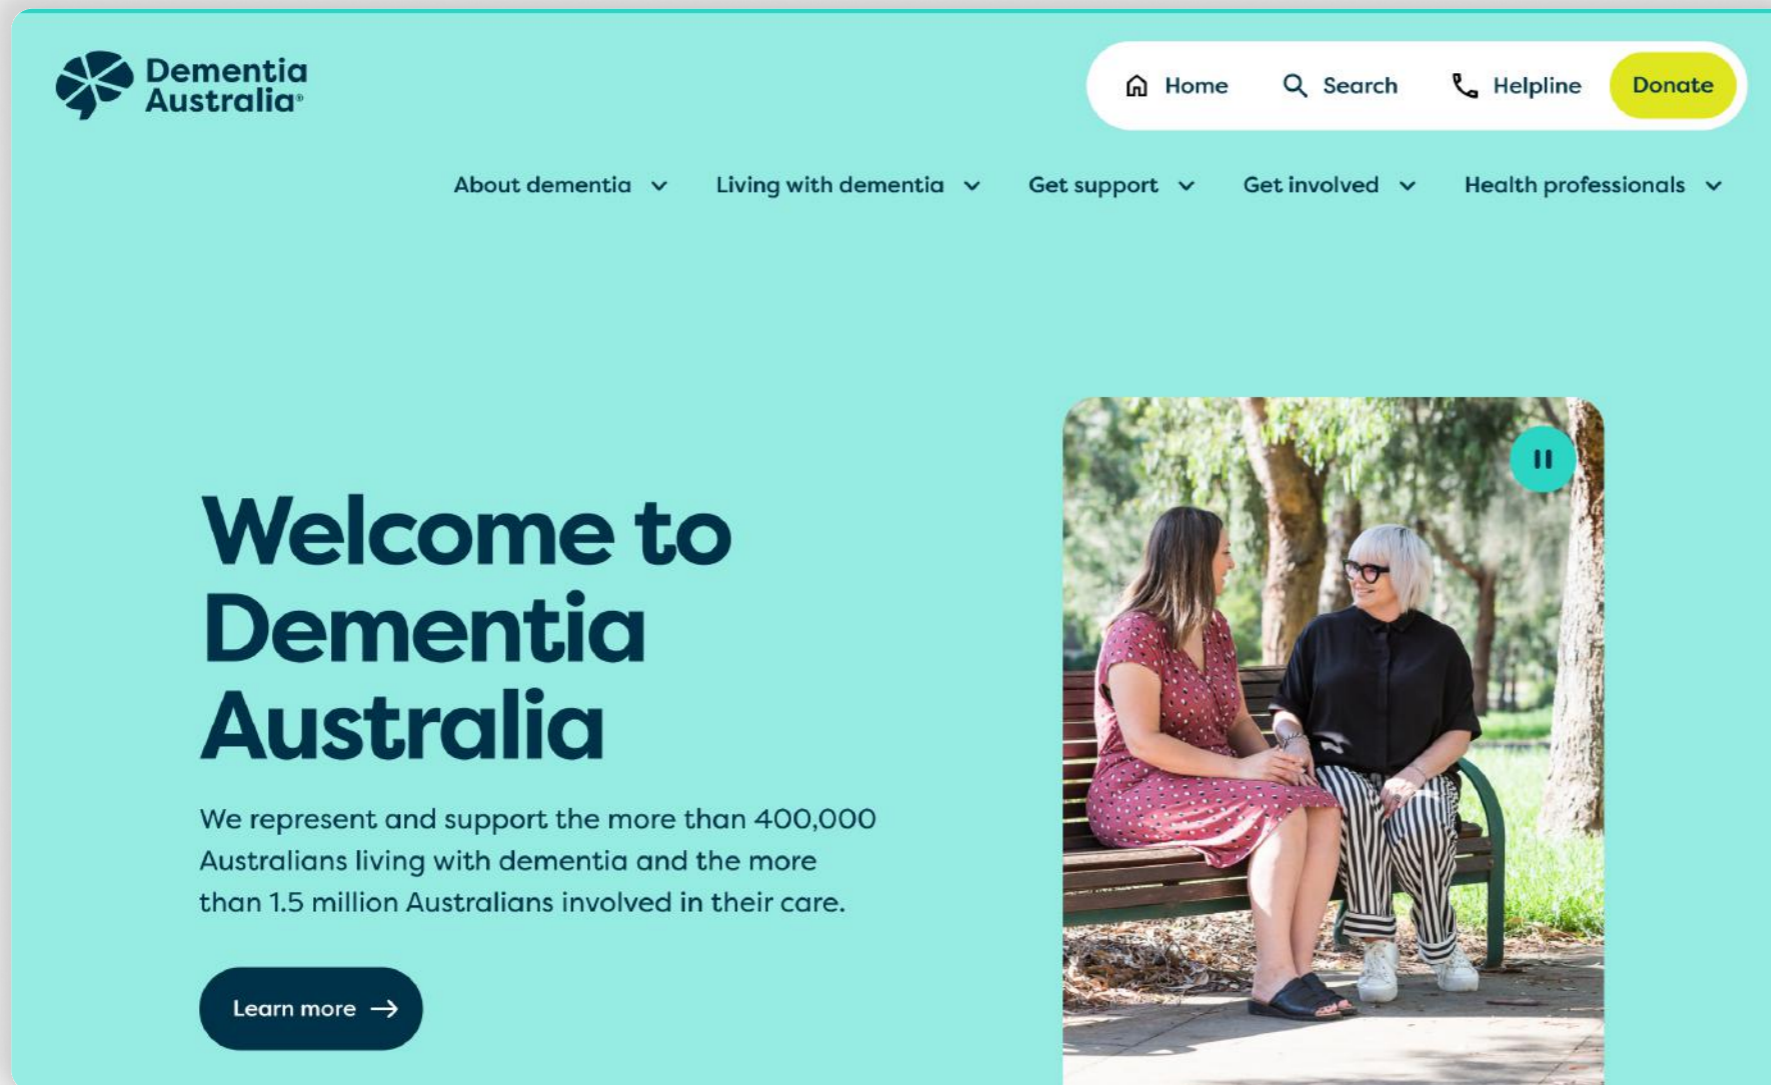 Dementia
Australia®
Home
Search
Helpline
Donate
About dementia
Living with dementia
Get support
Get involved
Health professionals
Welcome to
Dementia
Australia
We represent and support the more than 400,000
Australians living with dementia and the more
than 1.5 million Australians involved in their care.
Learn more →